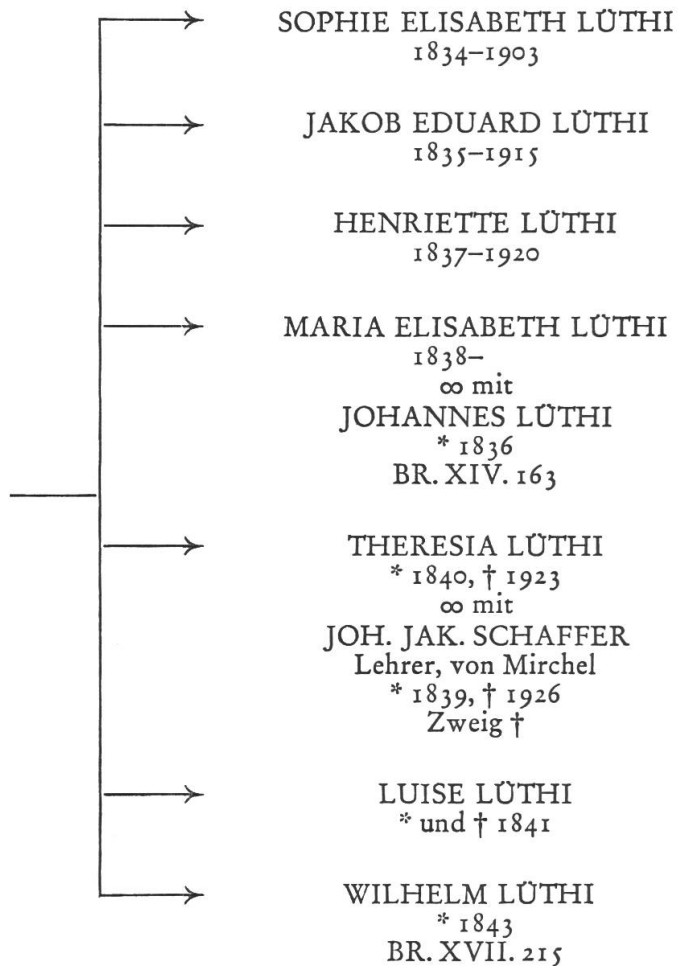 SOPHIE ELISABETH LÜTHI
1834–1903
JAKOB EDUARD LÜTHI
1835–1915
HENRIETTE LÜTHI
1837–1920
MARIA ELISABETH LÜTHI
1838–
∞ mit
JOHANNES LÜTHI
* 1836
BR. XIV. 163
THERESIA LÜTHI
* 1840, † 1923
∞ mit
JOH. JAK. SCHAFFER
Lehrer, von Mirchel
* 1839, † 1926
Zweig †
LUISE LÜTHI
* und † 1841
WILHELM LÜTHI
* 1843
BR. XVII. 215